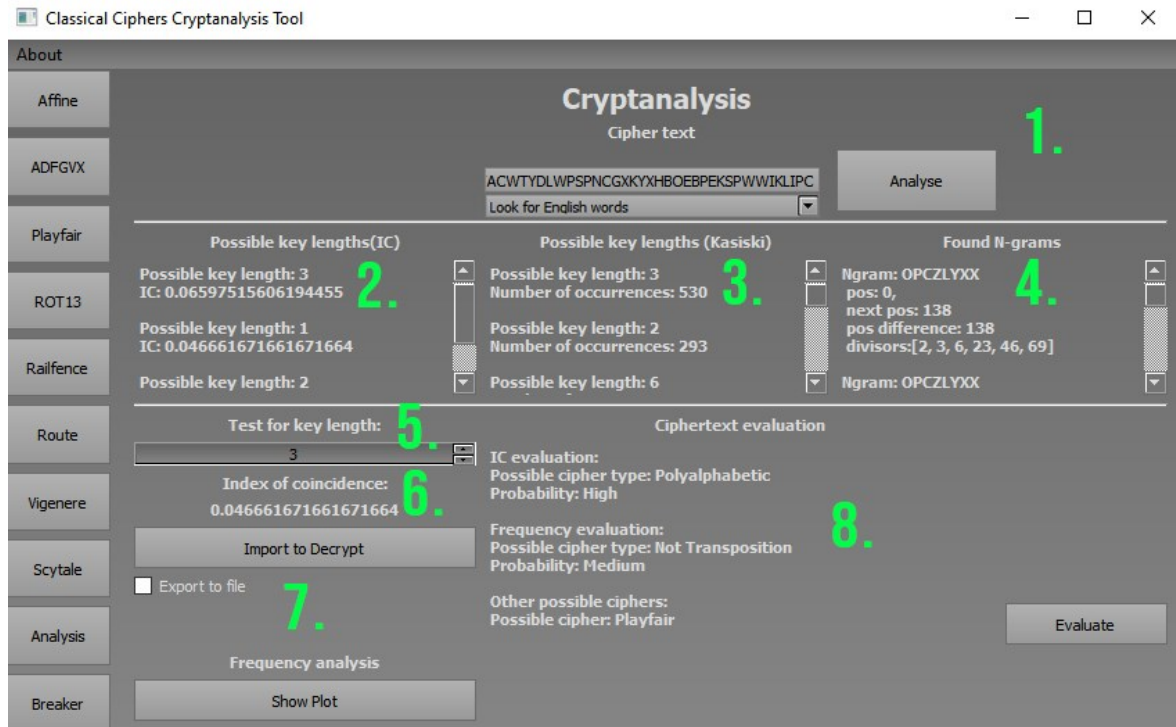 Classical Ciphers Cryptanalysis Tool
About
Affine
ADFGVX
Playfair
ROT13
Railfence
Route
Vigenere
Scytale
Analysis
Breaker
Cryptanalysis
Cipher text
1.
ACWTYDLWPSPNCGXKYXHBOEBPEKSPWWIKLIPC
Analyse
Look for English words
Possible key lengths(IC)
2.
Possible key length: 3
IC: 0.06597515606194455
Possible key length: 1
IC: 0.046661671661671664
Possible key length: 2
Possible key lengths (Kasiski)
3.
Possible key length: 3
Number of occurrences: 530
Possible key length: 2
Number of occurrences: 293
Possible key length: 6
Found N-grams
4.
Ngram: OPCZLYXX
pos: 0,
next pos: 138
pos difference: 138
divisors:[2, 3, 6, 23, 46, 69]
Ngram: OPCZLYXX
Test for key length:
5.
3
Index of coincidence:
6.
0.046661671661671664
Import to Decrypt
Export to file
7.
Frequency analysis
Show Plot
Ciphertext evaluation
8.
IC evaluation:
Possible cipher type: Polyalphabetic
Probability: High
Frequency evaluation:
Possible cipher type: Not Transposition
Probability: Medium
Other possible ciphers:
Possible cipher: Playfair
Evaluate